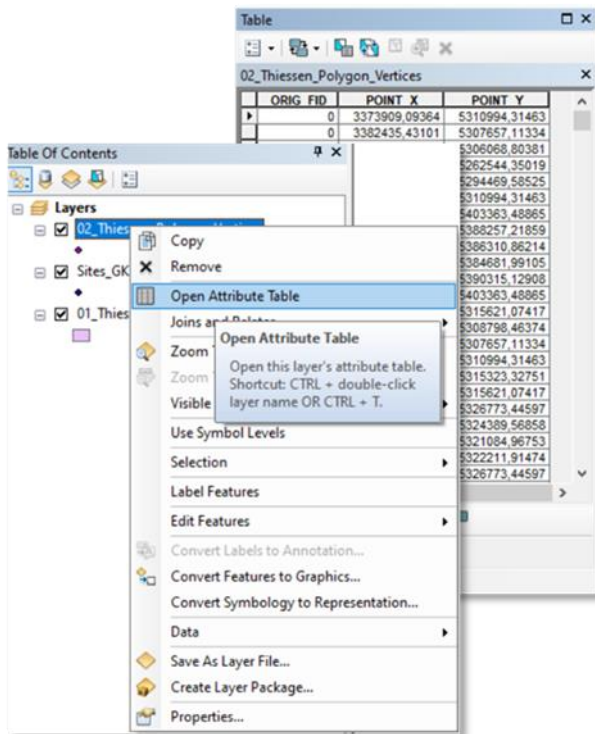 Table
02_Thiessen_Polygon_Vertices
ORIG FID POINT X POINT Y
0 3373909,09364 5310994,31463
0 3382435,43101 5307657,11334
5306068,80381
5262544,35019
5294469,58525
5310994,31463
5403363,48865
5388257,21859
5386310,86214
5384681,99105
5390315,12908
5403363,48865
5315621,07417
5308798,46374
5307657,11334
5310994,31463
5315323,32751
5315621,07417
5326773,44597
5324389,56858
5321084,96753
5322211,91474
5326773,44597
Table Of Contents
Layers
02_Thies
Sites_GK
01_Thies
Copy
Remove
Open Attribute Table
Joins and
Zoom
Zoom
Visible
Open Attribute Table
Open this layer's attribute table.
Shortcut: CTRL + double-click
layer name OR CTRL + T.
Use Symbol Levels
Selection
Label Features
Edit Features
Convert Labels to Annotation...
Convert Features to Graphics...
Convert Symbology to Representation...
Data
Save As Layer File...
Create Layer Package...
Properties...